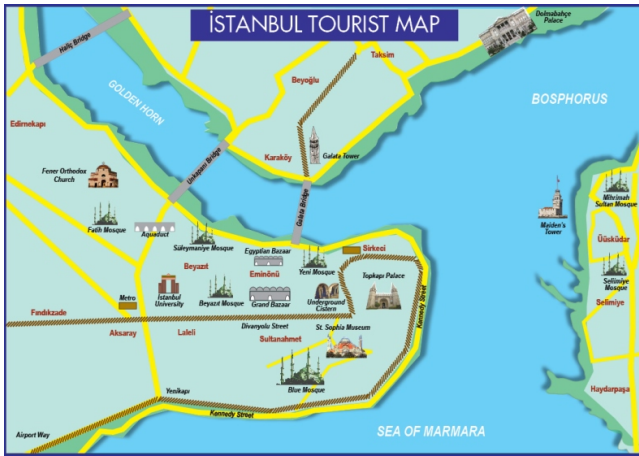 İSTANBUL TOURIST MAP
Dolmabahçe
Palace
Haliç Bridge
Taksim
Beyoğlu
GOLDEN HORN
BOSPHORUS
Edirnekapı
Unkapanı Bridge
Karaköy
Galata Tower
Fener Orthodox
Church
Galata Bridge
Mihrimah
Sultan Mosque
Maiden's
Tower
Fatih Mosque
Aquaduct
Süleymaniye Mosque
Egyptian Bazaar
Sirkeci
Üüsküdar
Beyazıt
Eminönü
Yeni Mosque
Topkapı Palace
Selimiye
Mosque
Selimiye
Metro
İstanbul
University
Beyazıt Mosque
Grand Bazaar
Underground
Cistern
Kennedy Street
Fındıkzade
Aksaray
Laleli
Divanyolu Street
St. Sophia Museum
Sultanahmet
Blue Mosque
Haydarpaşa
Yenikapı
Kennedy Street
Airport Way
SEA OF MARMARA